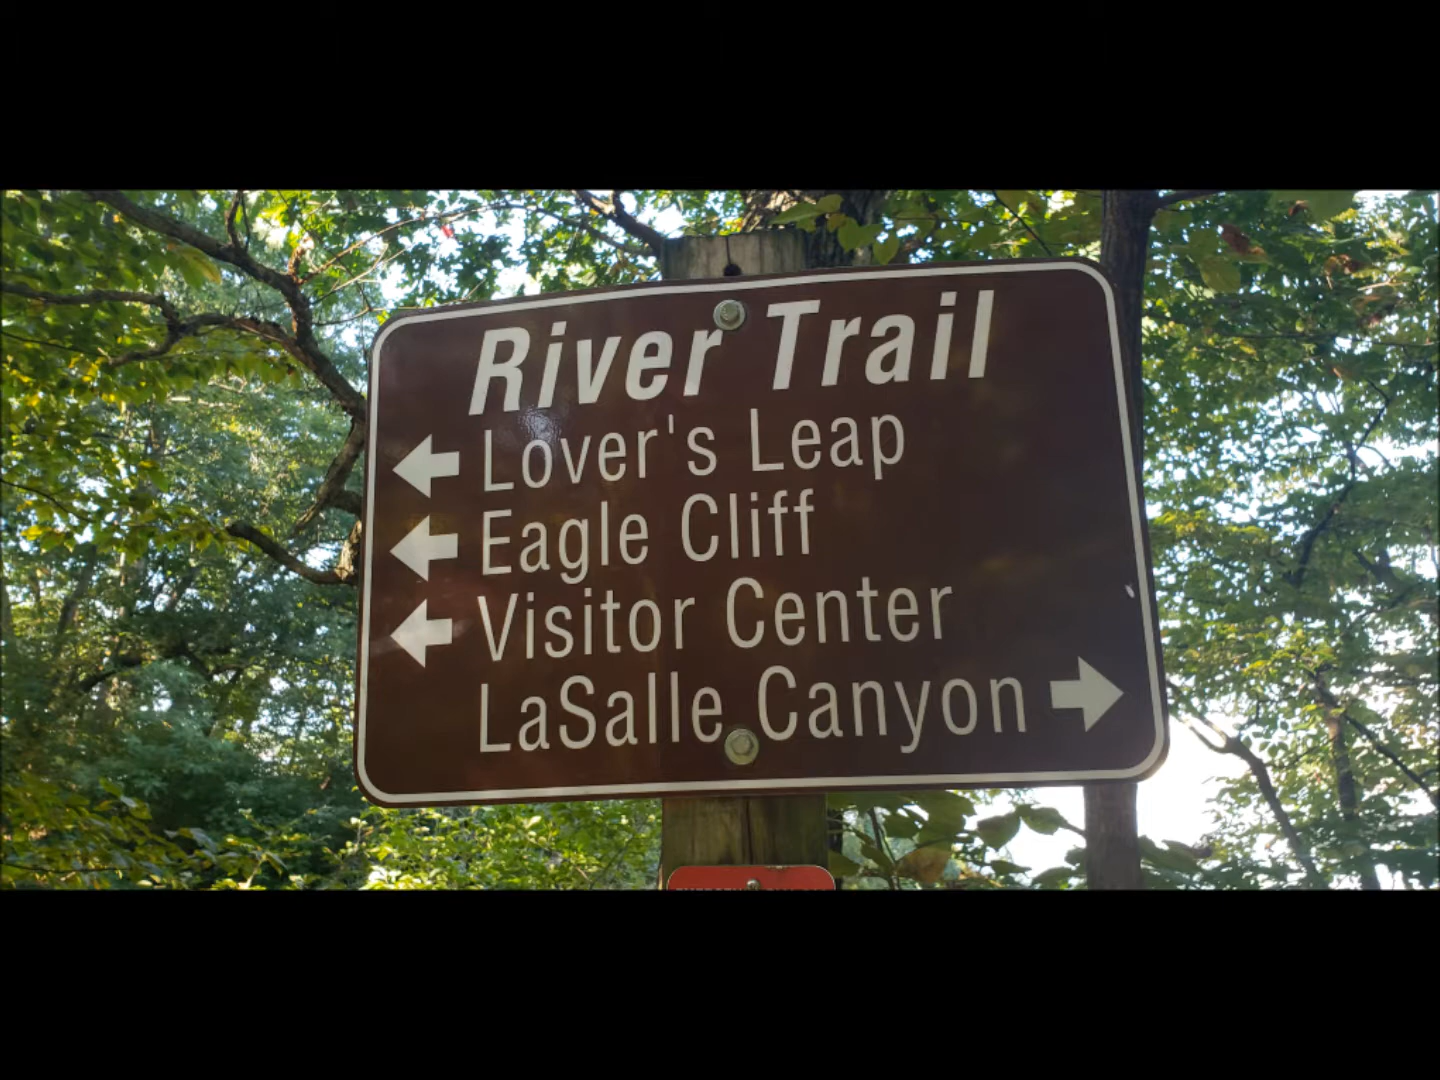 River Trail
Lover's Leap
Eagle Cliff
Visitor Center
LaSalle Canyon